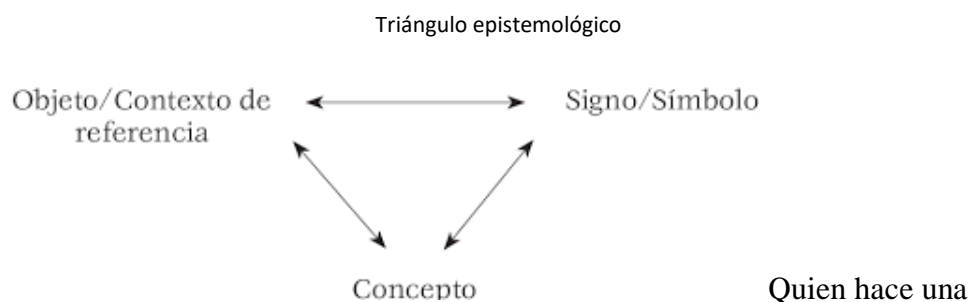 Triángulo epistemológico
Objeto/Contexto de
referencia
Signo/Símbolo
Concepto
Quien hace una